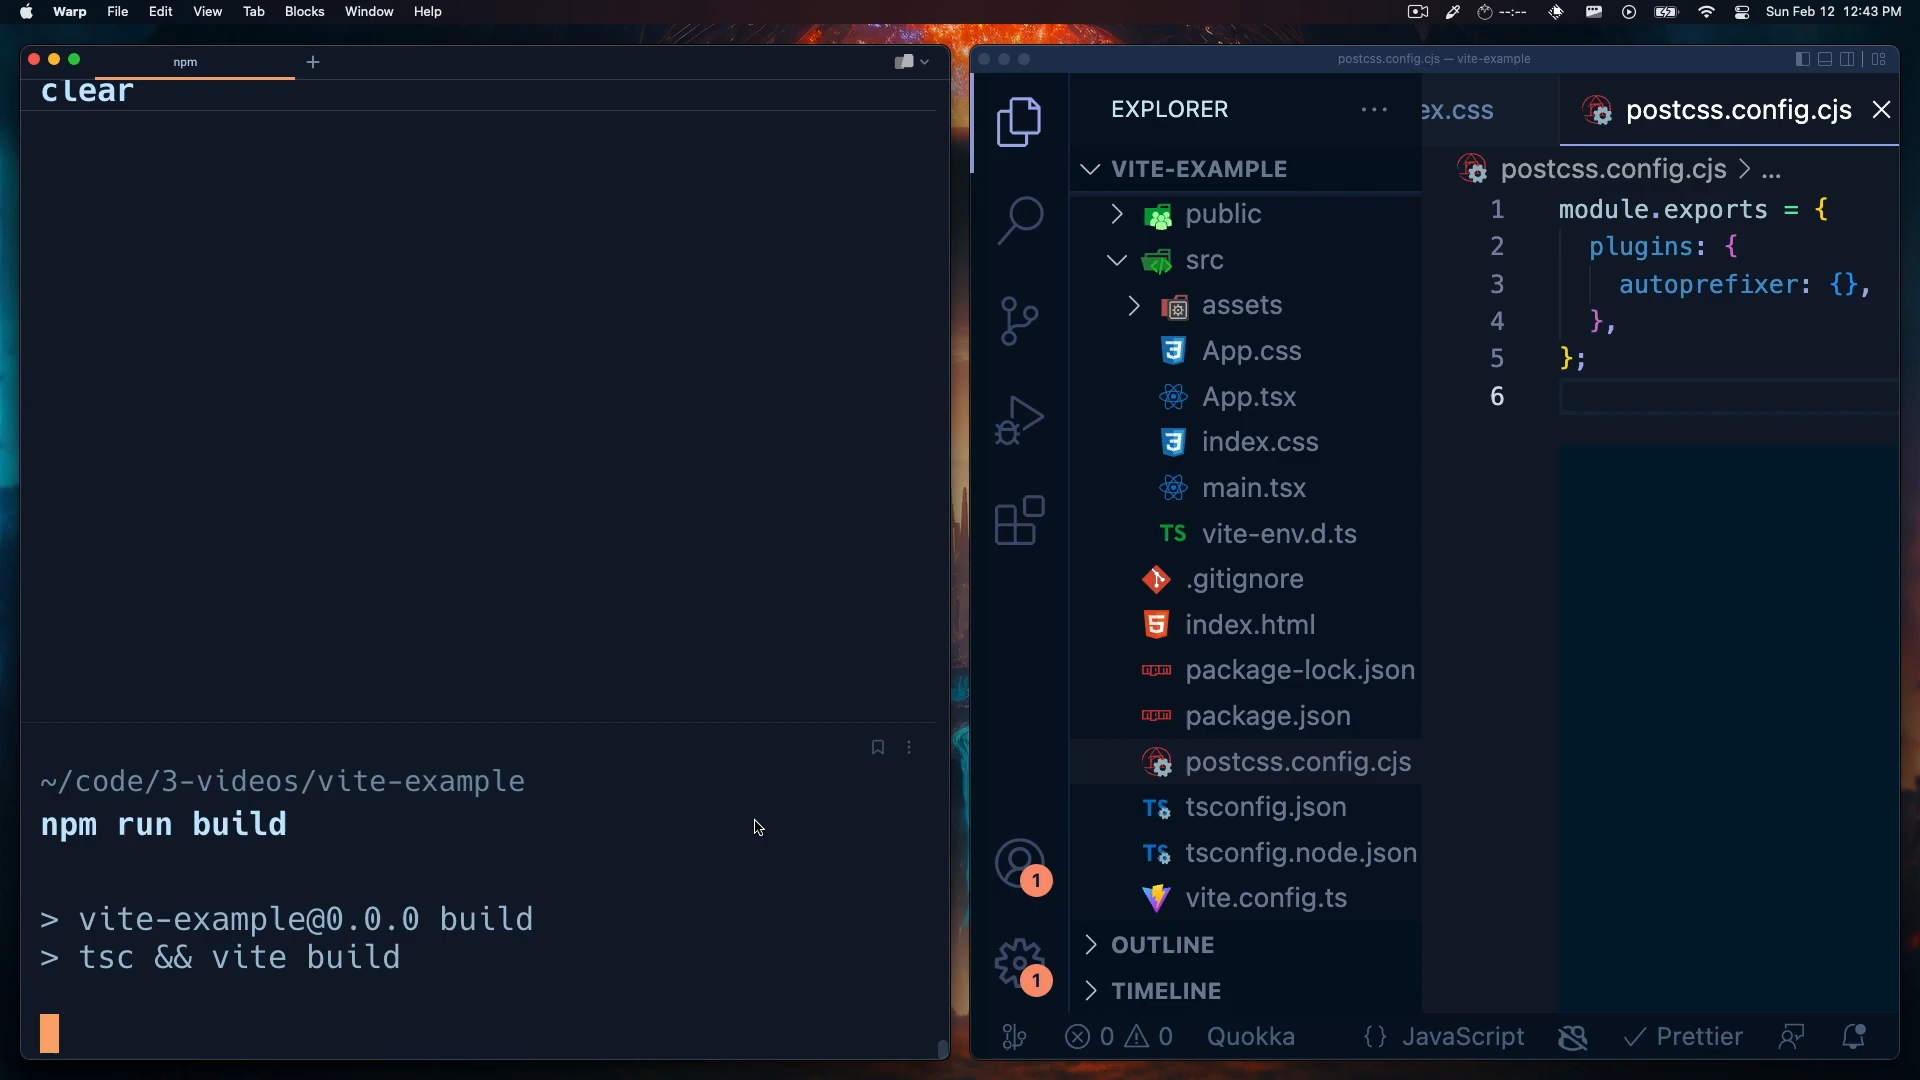 Warp File Edit View Tab Blocks Window Help
--:-- Sun Feb 12 12:43 PM
npm
clear
~/code/3-videos/vite-example
npm run build
> vite-example@0.0.0 build
> tsc && vite build
postcss.config.cjs — vite-example
EXPLORER
VITE-EXAMPLE
public
src
assets
App.css
App.tsx
index.css
main.tsx
TS vite-env.d.ts
.gitignore
index.html
package-lock.json
package.json
postcss.config.cjs
TS tsconfig.json
TS tsconfig.node.json
vite.config.ts
OUTLINE
TIMELINE
1
1
ex.css
postcss.config.cjs
postcss.config.cjs > ...
1 module.exports = {
2 plugins: {
3 autoprefixer: {},
4 },
5 };
6
0 0 Quokka {} JavaScript Prettier